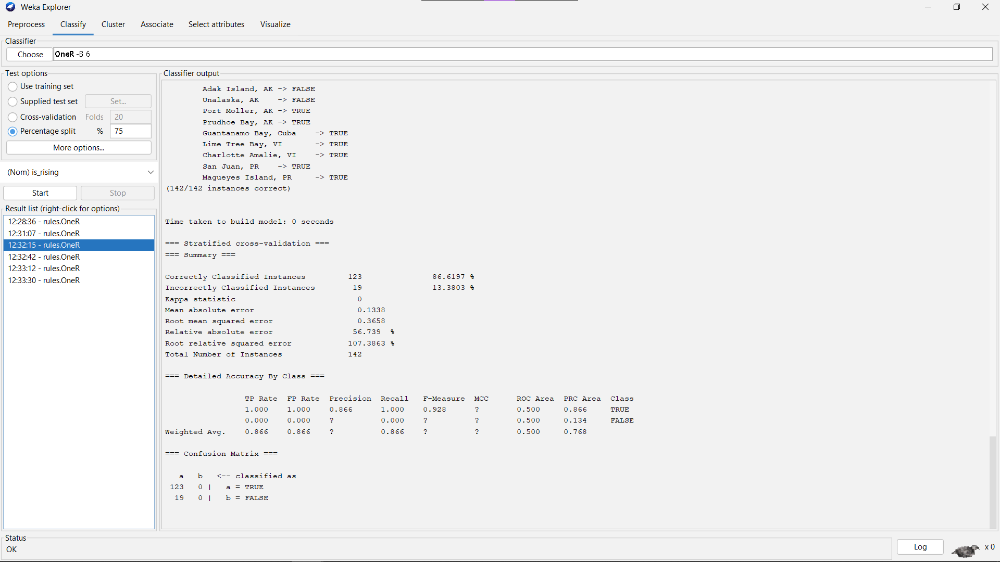 Weka Explorer
Preprocess Classify Cluster Associate Select attributes Visualize
Classifier
Choose OneR -B 6
Test options
Use training set
Supplied test set Set...
Cross-validation Folds 20
Percentage split % 75
More options...
(Nom) is_rising
Start Stop
Result list (right-click for options)
12:28:36 - rules.OneR
12:31:07 - rules.OneR
12:32:15 - rules.OneR
12:32:42 - rules.OneR
12:33:12 - rules.OneR
12:33:30 - rules.OneR
Classifier output
Adak Island, AK -> FALSE
Unalaska, AK -> FALSE
Port Moller, AK -> TRUE
Prudhoe Bay, AK -> TRUE
Guantanamo Bay, Cuba -> TRUE
Lime Tree Bay, VI -> TRUE
Charlotte Amalie, VI -> TRUE
San Juan, PR -> TRUE
Magueyes Island, PR -> TRUE
(142/142 instances correct)
Time taken to build model: 0 seconds
=== Stratified cross-validation ===
=== Summary ===
Correctly Classified Instances 123 86.6197 %
Incorrectly Classified Instances 19 13.3803 %
Kappa statistic 0
Mean absolute error 0.1338
Root mean squared error 0.3658
Relative absolute error 56.739 %
Root relative squared error 107.3863 %
Total Number of Instances 142
=== Detailed Accuracy By Class ===
TP Rate FP Rate Precision Recall F-Measure MCC ROC Area PRC Area Class
1.000 1.000 0.866 1.000 0.928 ? 0.500 0.866 TRUE
0.000 0.000 ? 0.000 ? ? 0.500 0.134 FALSE
Weighted Avg. 0.866 0.866 ? 0.866 ? ? 0.500 0.768
=== Confusion Matrix ===
a b <-- classified as
123 0 | a = TRUE
19 0 | b = FALSE
Status
OK
Log x 0